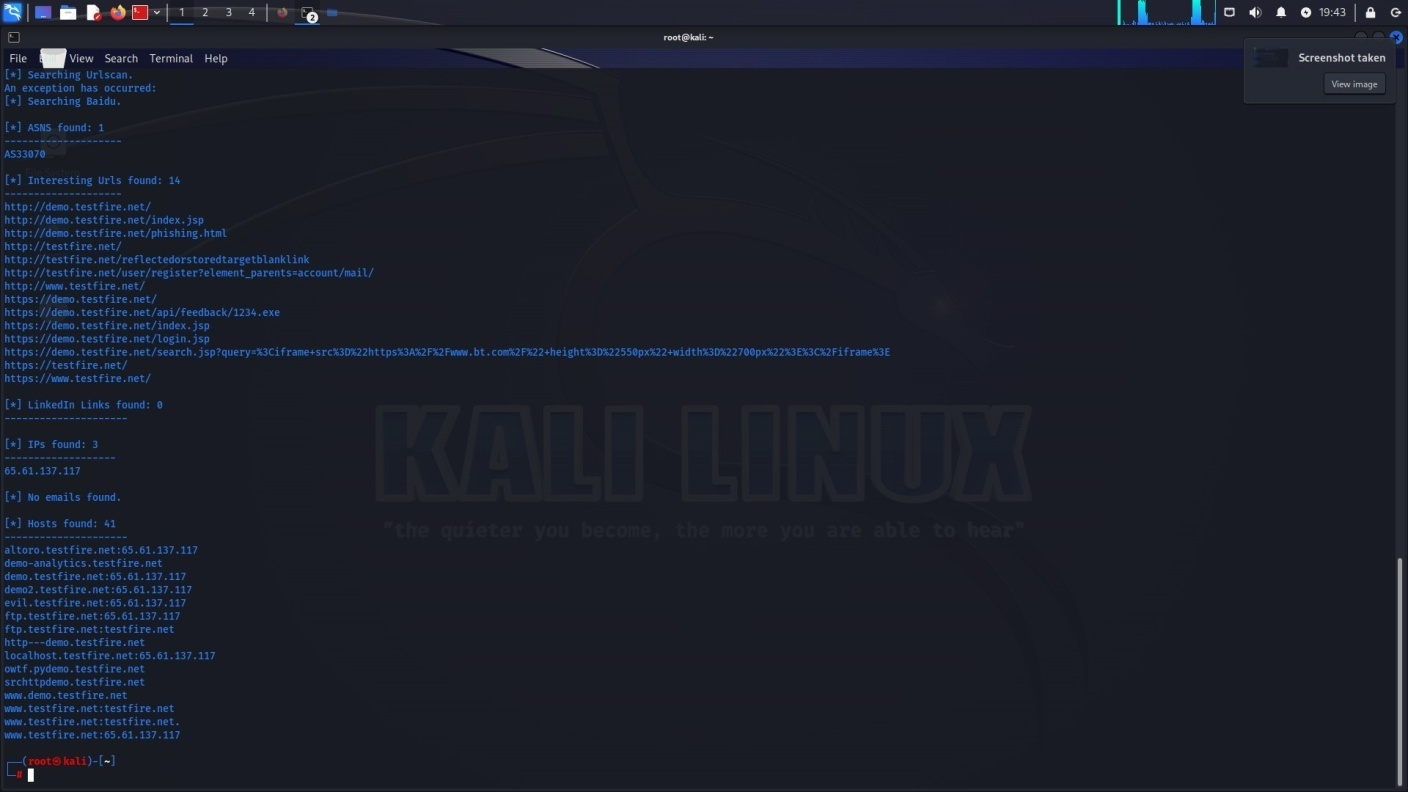 1 2 3 4
2
19:43
root@kali: ~
File View Search Terminal Help
Screenshot taken
View image
[*] Searching Urlscan.
An exception has occurred:
[*] Searching Baidu.
[*] ASNS found: 1
--------------------
AS33070
[*] Interesting Urls found: 14
--------------------
http://demo.testfire.net/
http://demo.testfire.net/index.jsp
http://demo.testfire.net/phishing.html
http://testfire.net/
http://testfire.net/reflectedorstoredtargetblanklink
http://testfire.net/user/register?element_parents=account/mail/
http://www.testfire.net/
https://demo.testfire.net/
https://demo.testfire.net/api/feedback/1234.exe
https://demo.testfire.net/index.jsp
https://demo.testfire.net/login.jsp
https://demo.testfire.net/search.jsp?query=%3Ciframe+src%3D%22https%3A%2F%2Fwww.bt.com%2F%22+height%3D%22550px%22+width%3D%22700px%22%3E%3C%2Fiframe%3E
https://testfire.net/
https://www.testfire.net/
[*] LinkedIn Links found: 0
---------------------
[*] IPs found: 3
-------------------
65.61.137.117
[*] No emails found.
[*] Hosts found: 41
---------------------
altoro.testfire.net:65.61.137.117
demo-analytics.testfire.net
demo.testfire.net:65.61.137.117
demo2.testfire.net:65.61.137.117
evil.testfire.net:65.61.137.117
ftp.testfire.net:65.61.137.117
ftp.testfire.net:testfire.net
http---demo.testfire.net
localhost.testfire.net:65.61.137.117
owtf.pydemo.testfire.net
srchttpdemo.testfire.net
www.demo.testfire.net
www.testfire.net:testfire.net
www.testfire.net:testfire.net.
www.testfire.net:65.61.137.117
┌──(root㉿kali)-[~]
└─#
KALI LINUX
"the quieter you become, the more you are able to hear"